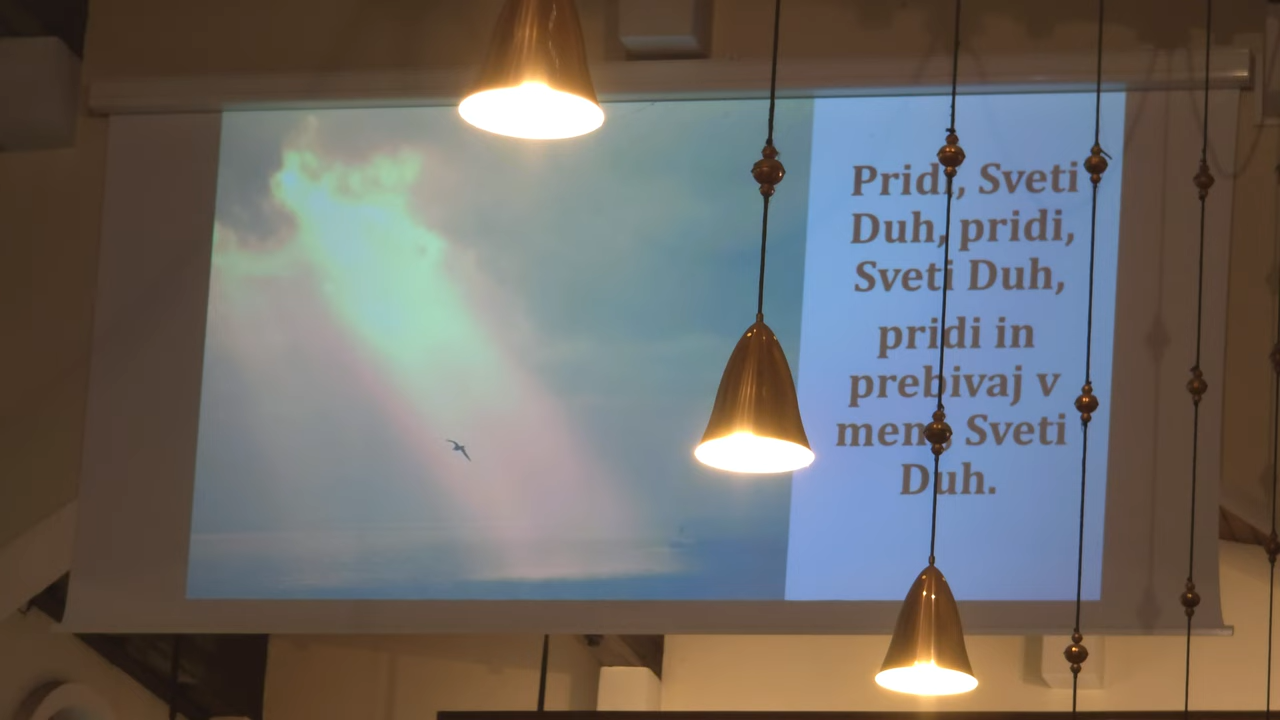 Pridi, Sveti
Duh, pridi,
Sveti Duh,
pridi in
prebivaj v
meni, Sveti
Duh.